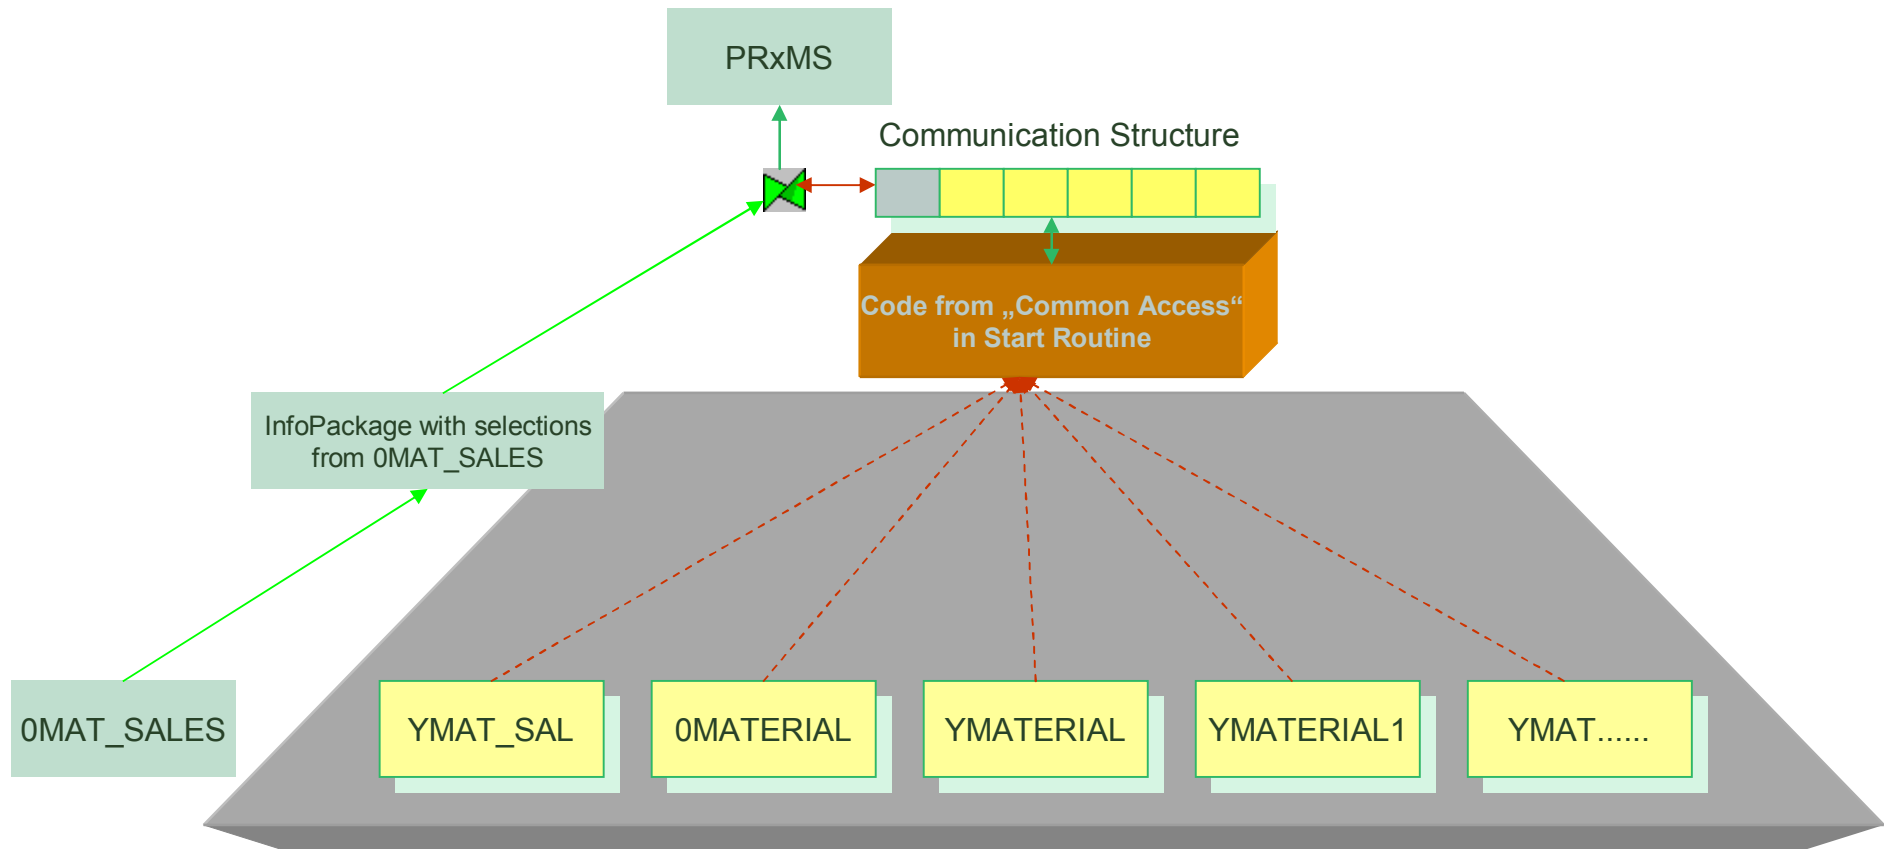 PRxMS
Communication Structure
Code from „Common Access“
in Start Routine
InfoPackage with selections
from 0MAT_SALES
0MAT_SALES
YMAT_SAL
0MATERIAL
YMATERIAL
YMATERIAL1
YMAT......